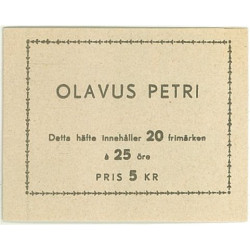 OLAVUS PETRI
Detta häfte innehåller 20 frimärken
à 25 öre
PRIS 5 KR